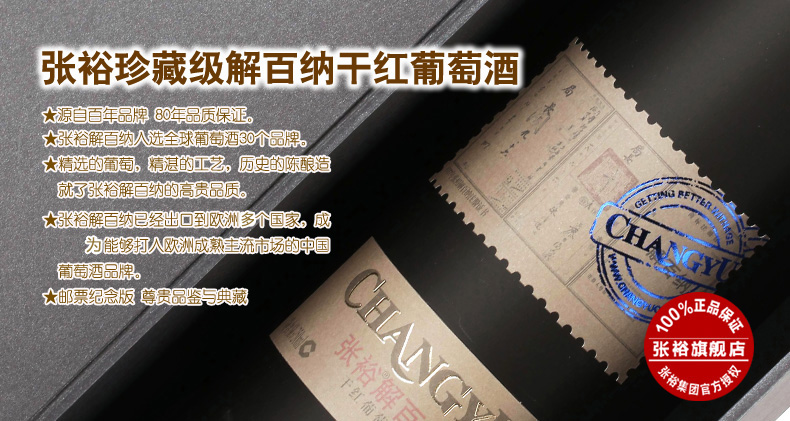 张裕珍藏级解百纳干红葡萄酒
★源自百年品牌 80年品质保证。
★张裕解百纳入选全球葡萄酒30个品牌。
★精选的葡萄，精湛的工艺，历史的陈酿造
就了张裕解百纳的高贵品质。
★张裕解百纳已经出口到欧洲多个国家，成
为能够打入欧洲成熟主流市场的中国
葡萄酒品牌。
★邮票纪念版 尊贵品鉴与典藏
GETTING BETTER WITH AGE
CHANGYU
CHANGYU
张裕解百
干红葡萄
100%正品保证
张裕旗舰店
张裕集团官方授权